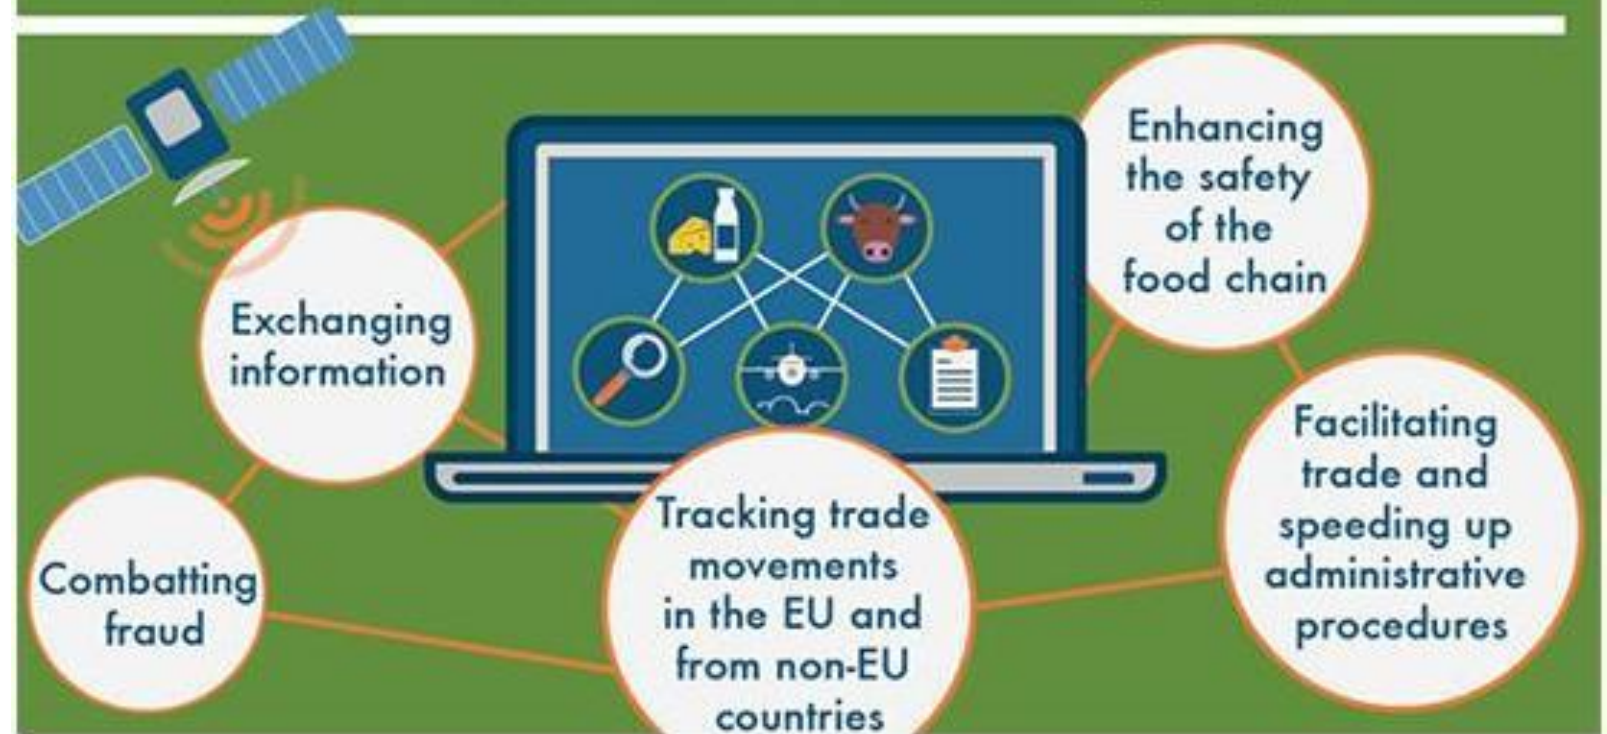 Enhancing
the safety
of the
food chain
Exchanging
information
Facilitating
trade and
speeding up
administrative
procedures
Tracking trade
movements
in the EU and
from non-EU
countries
Combatting
fraud